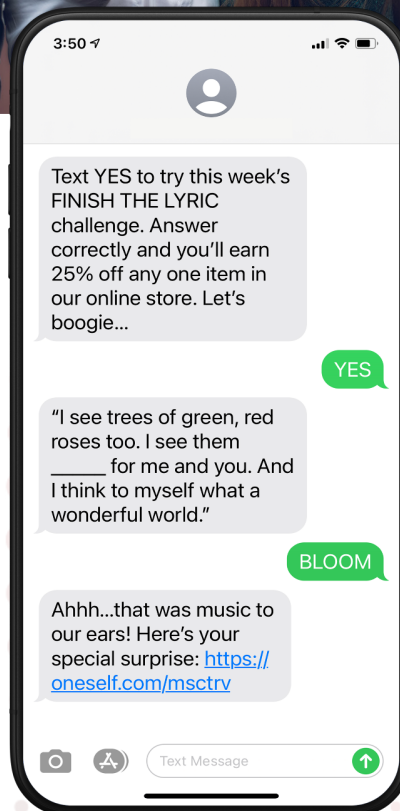 3:50
Text YES to try this week’s
FINISH THE LYRIC
challenge. Answer
correctly and you’ll earn
25% off any one item in
our online store. Let’s
boogie...
YES
“I see trees of green, red
roses too. I see them
______ for me and you. And
I think to myself what a
wonderful world.”
BLOOM
Ahhh...that was music to
our ears! Here’s your
special surprise: https://
oneself.com/msctrv
Text Message